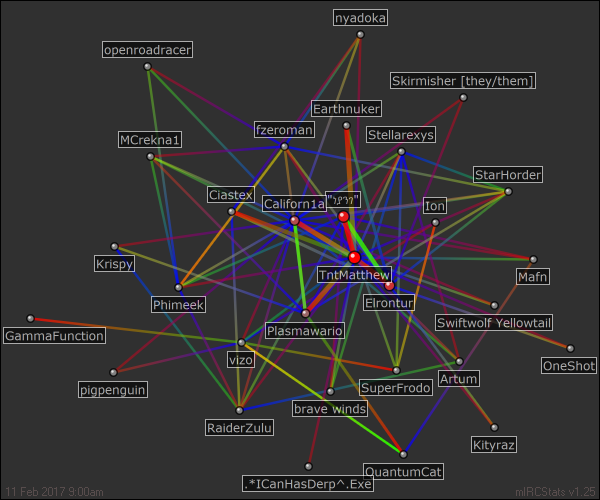 nyadoka
openroadracer
Skirmisher [they/them]
Earthnuker
fzeroman
Stellarexys
MCrekna1
StarHorder
Ciastex
Californ1a
Ion
Krispy
TntMatthew
Mafn
Phimeek
Elrontur
Plasmawario
Swiftwolf Yellowtail
GammaFunction
vizo
OneShot
pigpenguin
SuperFrodo
Artum
brave winds
RaiderZulu
Kityraz
QuantumCat
.*ICanHasDerp^.Exe
11 Feb 2017 9:00am
mIRCStats v1.25